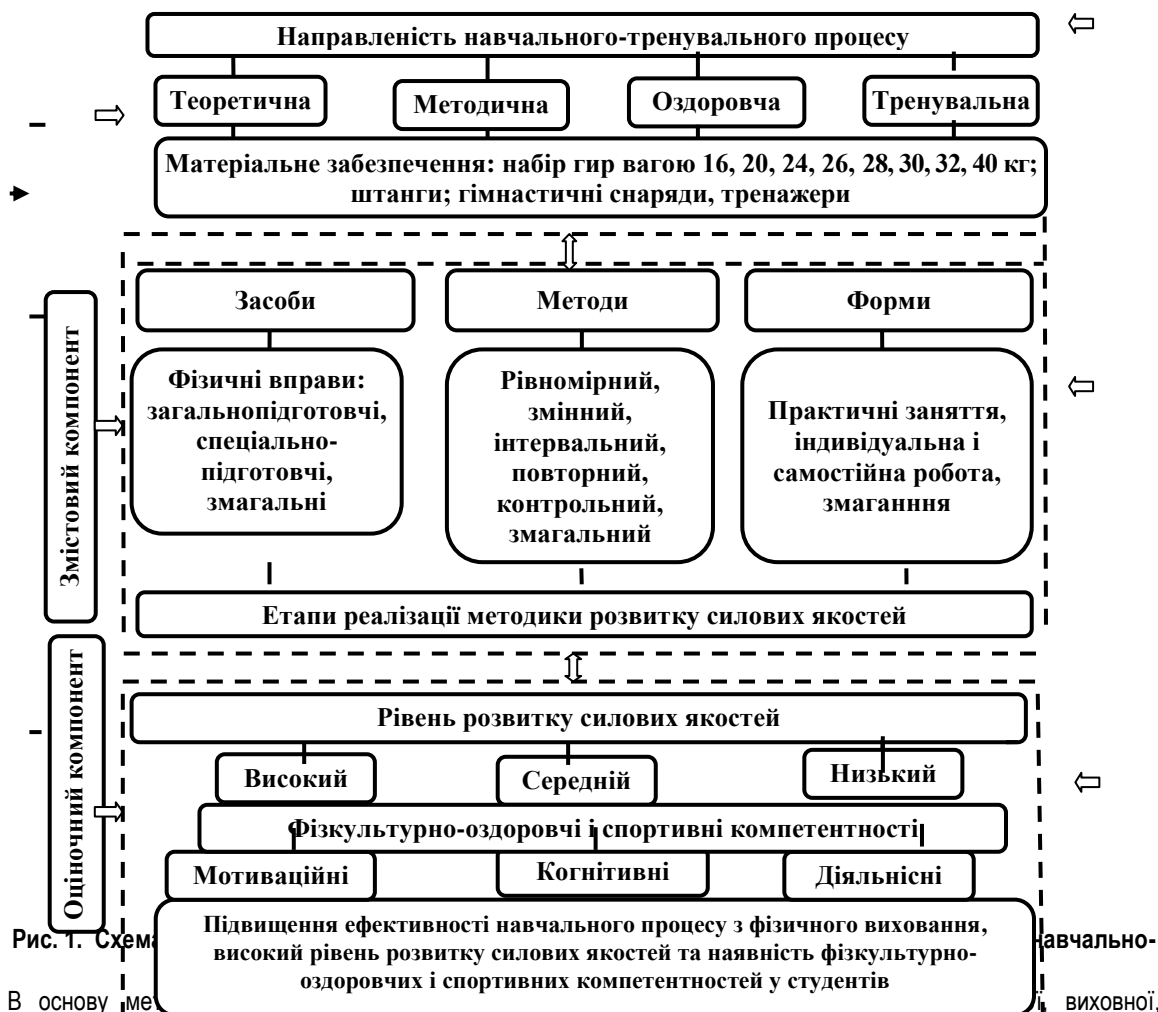 Направленість навчального-тренувального процесу
Теоретична
Методична
Оздоровча
Тренувальна
Матеріальне забезпечення: набір гир вагою 16, 20, 24, 26, 28, 30, 32, 40 кг;
штанги; гімнастичні снаряди, тренажери
Змістовий компонент
Засоби
Методи
Форми
Фізичні вправи:
загальнопідготовчі,
спеціально-
підготовчі,
змагальні
Рівномірний,
змінний,
інтервальний,
повторний,
контрольний,
змагальний
Практичні заняття,
індивідуальна і
самостійна робота,
змаганння
Етапи реалізації методики розвитку силових якостей
Оціночний компонент
Рівень розвитку силових якостей
Високий
Середній
Низький
Фізкультурно-оздоровчі і спортивні компетентності
Мотиваційні
Когнітивні
Діяльнісні
Підвищення ефективності навчального процесу з фізичного виховання,
високий рівень розвитку силових якостей та наявність фізкультурно-
оздоровчих і спортивних компетентностей у студентів
Рис. 1. Схема навчально-
В основу виховної,